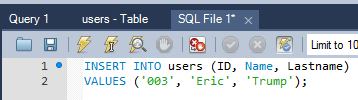 Query 1 users - Table SQL File 1*
Limit to 10
1 INSERT INTO users (ID, Name, Lastname)
2 VALUES ('003', 'Eric', 'Trump');